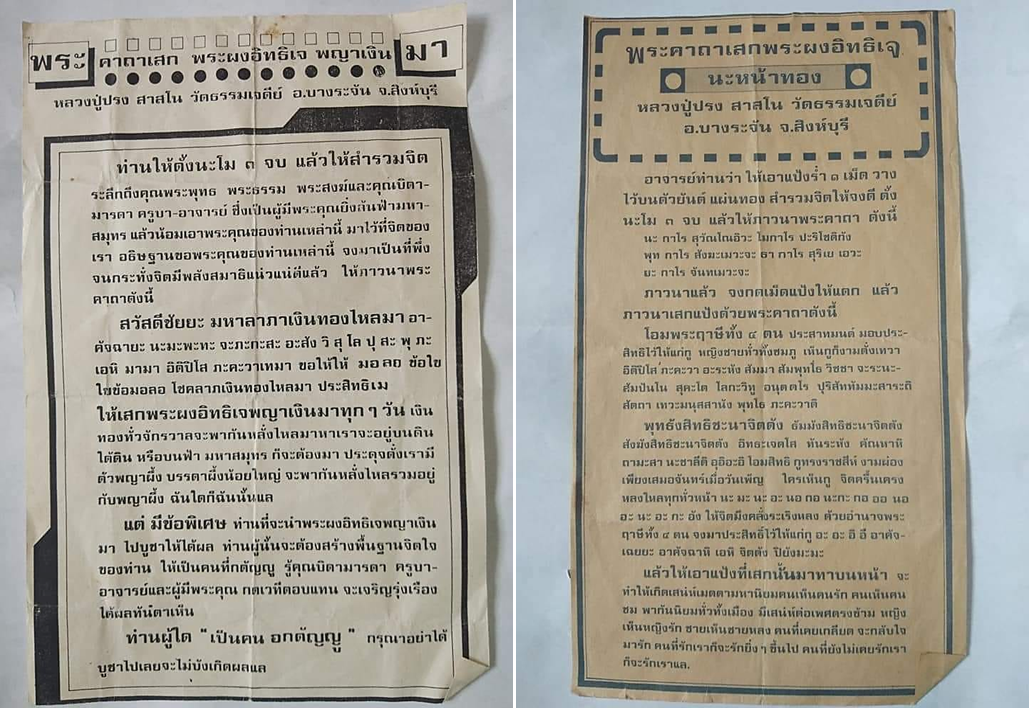 พระ คาถาเสก พระผงอิทธิเจ พญาเงิน มา
หลวงปู่ปรง สาสโน วัดธรรมเจดีย์ อ.บางระจัน จ.สิงห์บุรี
ท่านให้ตั้งนะโม ๓ จบ แล้วให้สำรวมจิต
ระลึกถึงคุณพระพุทธ พระธรรม พระสงฆ์และคุณบิดา-
มารดา ครูบา-อาจารย์ ซึ่งเป็นผู้มีพระคุณยิ่งล้นฟ้ามหา-
สมุทร แล้วน้อมเอาพระคุณของท่านเหล่านี้ มาไว้ที่จิตของ
เรา อธิษฐานขอพระคุณของท่านเหล่านี้ จงมาเป็นที่พึ่ง
จนกระทั่งจิตมีพลังสมาธิแน่วแน่ดีแล้ว ให้ภาวนาพระ
คาถาดังนี้
สวัสดีชัยยะ มหาลาภาเงินทองไหลมา อา-
คัจฉายะ นะมะพะทะ จะภะกะสะ อะสัง วิ สุ โล ปุ สะ พุ ภะ
เอหิ มามา อิติปิโส ภะคะวาเทมา ขอให้ให้ มอลอ ข้อไข
ไขข้อมอลอ โชคลาภเงินทองไหลมา ประสิทธิเม
ให้เสกพระผงอิทธิเจพญาเงินมาทุก ๆ วัน เงิน
ทองทั่วจักรวาลจะพากันหลั่งไหลมาหาเราจะอยู่บนดิน
ใต้ดิน หรือบนฟ้า มหาสมุทร ก็จะต้องมา ประดุจดั่งเรามี
ตัวพญาผึ้ง บรรดาผึ้งน้อยใหญ่ จะพากันหลั่งไหลรวมอยู่
กับพญาผึ้ง ฉันใดก็ฉันนั้นแล
แต่ มีข้อพิเศษ ท่านที่จะนำพระผงอิทธิเจพญาเงิน
มา ไปบูชาให้ได้ผล ท่านผู้นั้นจะต้องสร้างพื้นฐานจิตใจ
ของท่าน ให้เป็นคนที่กตัญญู รู้คุณบิดามารดา ครูบา-
อาจารย์และผู้มีพระคุณ กตเวทีตอบแทน จะเจริญรุ่งเรือง
ได้ผลทันตาเห็น
ท่านผู้ใด "เป็นคน อกตัญญู" กรุณาอย่าได้
บูชาไปเลยจะไม่บังเกิดผลแล
พระคาถาเสกพระผงอิทธิเจ
นะหน้าทอง
หลวงปู่ปรง สาสโน วัดธรรมเจดีย์
อ.บางระจัน จ.สิงห์บุรี
อาจารย์ท่านว่า ให้เอาแป้งร่ำ ๑ เม็ด วาง
ไว้บนตัวยันต์ แผ่นทอง สำรวมจิตให้จงดี ตั้ง
นะโม ๓ จบ แล้วให้ภาวนาพระคาถา ดังนี้
นะ กาโร สุวัณโณอิวะ โมกาโร ปะริโชติกัง
พุท กาโร สังฆะเมวะจะ ธา กาโร สุริเย เอวะ
ยะ กาโร จันทเมวะจะ
ภาวนาแล้ว จงกดเม็ดแป้งให้แตก แล้ว
ภาวนาเสกแป้งด้วยพระคาถาดังนี้
โอมพระฤาษีทั้ง ๔ ตน ประสาทมนต์ มอบประ-
สิทธิไว้ให้แก่กู หญิงชายทั่วทั้งชมภู เห็นกูก็งามดั่งเทวา
อิติปิโส ภะคะวา อะระหัง สัมมา สัมพุทโธ วิชชา จะระนะ-
สัมปันโน สุคะโต โลกะวิทู อนุตตโร ปุริสทัมมะสาระถิ
สัตถา เทวะมนุสสานัง พุทโธ ภะคะวาติ
พุทธังสิทธิชะนาจิตตัง ธัมมังสิทธิชะนาจิตตัง
สังฆังสิทธิชะนาจิตตัง อิทธะเจตโส ทันระหัง คัณหาหิ
ถามะสา นะชาลีติ อุอิอะอิ โอมสิทธิ กูทรงราชสีห์ งามผ่อง
เพียงเสมอจันทร์เมื่อวันเพ็ญ ใครเห็นกู จิตครึ้นเครง
หลงใหลทุกทั่วหน้า นะ มะ นะ อะ นอ กอ นะกะ กอ ออ นอ
อะ นะ อะ กะ อัง ให้จิตมึงคลั่งระเริงหลง ด้วยอำนาจพระ
ฤาษีทั้ง ๔ ตน จงมาประสิทธิ์ไว้ให้แก่กู อะ อะ อิ อี อาคัจ-
เฉยยะ อาคัจฉาหิ เอหิ จิตตัง ปิยังมะมะ
แล้วให้เอาแป้งที่เสกนั้นมาทาบนหน้า จะ
ทำให้เกิดเสน่ห์เมตตามหานิยมคนเห็นคนรัก คนเห็นคน
ชม พากันนิยมทั่วทั้งเมือง มีเสน่ห์ต่อเพศตรงข้าม หญิง
เห็นหญิงรัก ชายเห็นชายหลง คนที่เคยเกลียด จะกลับใจ
มารัก คนที่รักเราก็จะรักยิ่ง ๆ ขึ้นไป คนที่ยังไม่เคยรักเรา
ก็จะรักเราแล.